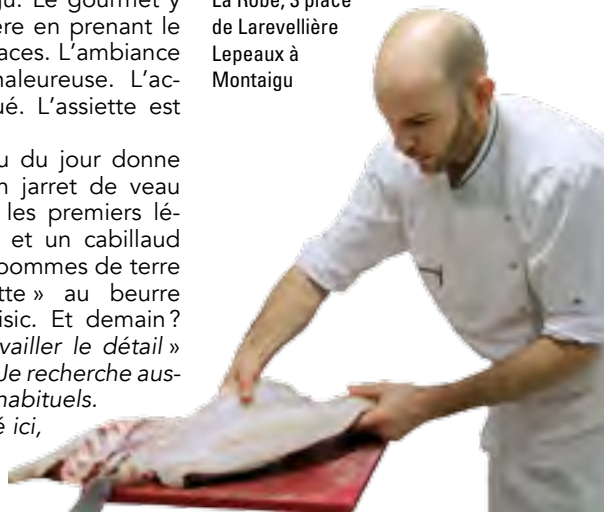 gu. Le gourmet y
ère en prenant le
aces. L’ambiance
haleureuse. L’ac-
ué. L’assiette est
u du jour donne
n jarret de veau
les premiers lé-
et un cabillaud
pommes de terre
tte » au beurre
isic. Et demain ?
vailler le détail »
Je recherche aus-
habituels.
é ici,
La Robe, 3 place
de Larevellière
Lepeaux à
Montaigu